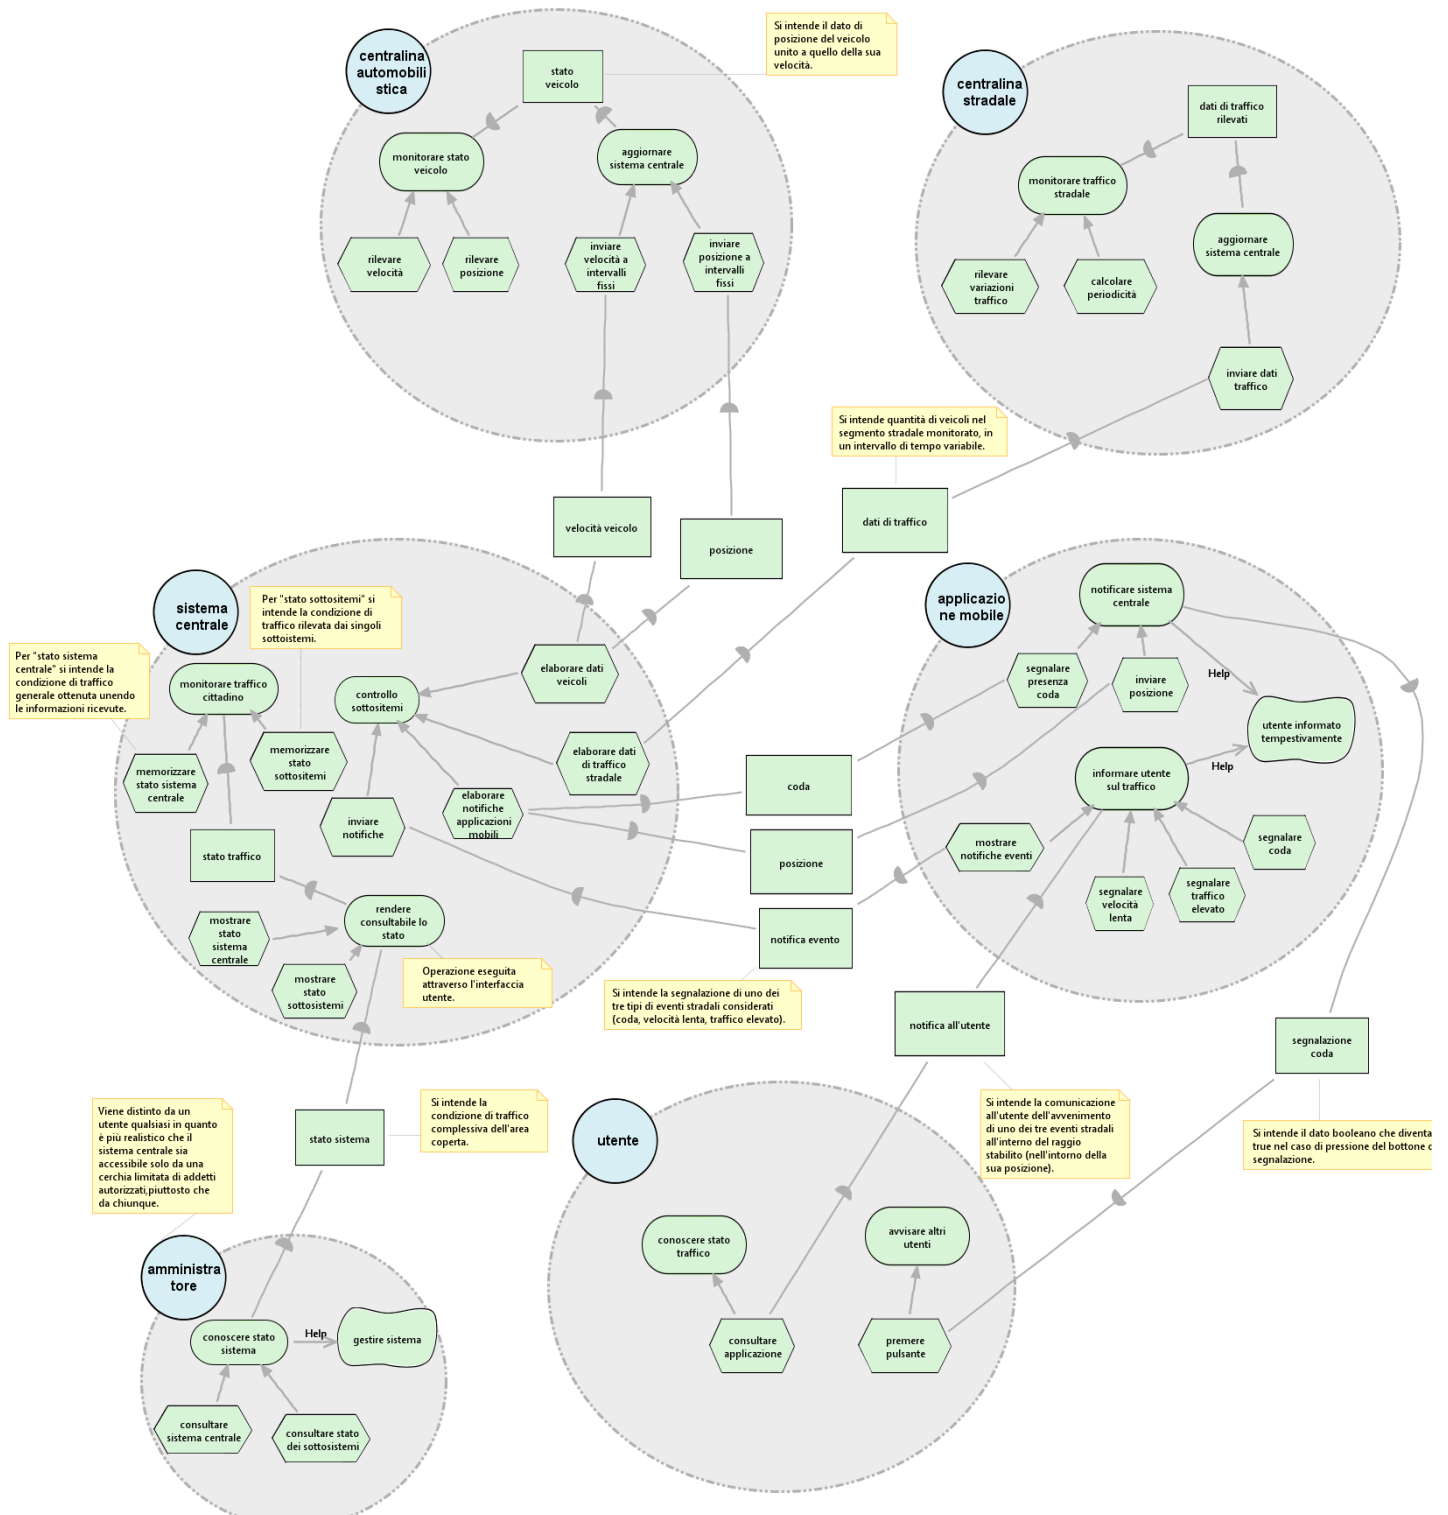 centralina
automobili
stica
stato
veicolo
Si intende il dato di
posizione del veicolo
unito a quello della sua
velocità.
monitorare stato
veicolo
aggiornare
sistema centrale
rilevare
velocità
rilevare
posizione
inviare
velocità a
intervalli
fissi
inviare
posizione a
intervalli
fissi
centralina
stradale
dati di traffico
rilevati
monitorare traffico
stradale
aggiornare
sistema centrale
rilevare
variazioni
traffico
calcolare
periodicità
inviare dati
traffico
Si intende quantità di veicoli nel
segmento stradale monitorato, in
un intervallo di tempo variabile.
velocità veicolo
posizione
dati di traffico
sistema
centrale
Per "stato sottositemi" si
intende la condizione di
traffico rilevata dai singoli
sottoistemi.
Per "stato sistema
centrale" si intende la
condizione di traffico
generale ottenuta unendo
le informazioni ricevute.
monitorare traffico
cittadino
controllo
sottositemi
elaborare dati
veicoli
memorizzare
stato sistema
centrale
memorizzare
stato
sottositemi
elaborare dati
di traffico
stradale
inviare
notifiche
elaborare
notifiche
applicazioni
mobili
stato traffico
rendere
consultabile lo
stato
mostrare
stato
sistema
centrale
mostrare
stato
sottosistemi
Operazione eseguita
attraverso l'interfaccia
utente.
coda
posizione
notifica evento
Si intende la segnalazione di uno dei
tre tipi di eventi stradali considerati
(coda, velocità lenta, traffico elevato).
applicazio
ne mobile
notificare sistema
centrale
segnalare
presenza
coda
inviare
posizione
Help
utente informato
tempestivamente
informare utente
sul traffico
Help
mostrare
notifiche eventi
segnalare
velocità
lenta
segnalare
traffico
elevato
segnalare
coda
notifica all'utente
segnalazione
coda
Si intende la comunicazione
all'utente dell'avvenimento
di uno dei tre eventi stradali
all'interno del raggio
stabilito (nell'intorno della
sua posizione).
Si intende il dato booleano che diventa
true nel caso di pressione del bottone
segnalazione.
stato sistema
Si intende la
condizione di traffico
complessiva dell'area
coperta.
Viene distinto da un
utente qualsiasi in quanto
è più realistico che il
sistema centrale sia
accessibile solo da una
cerchia limitata di addetti
autorizzati,piuttosto che
da chiunque.
amministra
tore
conoscere stato
sistema
Help
gestire sistema
consultare
sistema centrale
consultare stato
dei sottosistemi
utente
conoscere stato
traffico
avvisare altri
utenti
consultare
applicazione
premere
pulsante